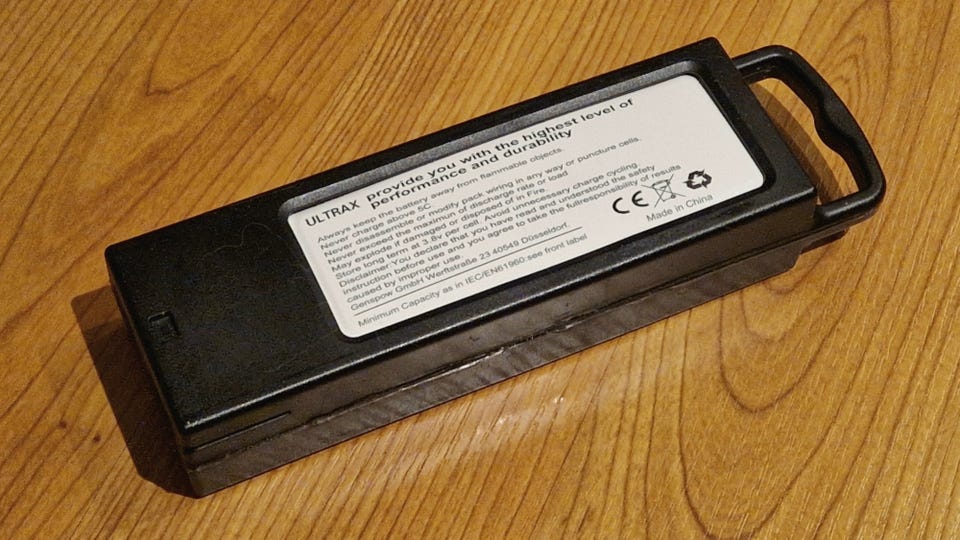 ULTRAX provide you with the highest level of
performance and durability
Always keep the battery away from flammable objects.
Never charge above 5C
Never disassemble or modify pack wiring in any way or puncture cells.
Never exceed the maximun of discharge rate or load
May explode if damaged or disposed of in Fire.
Store long term at 3.8v per cell. Avoid unnecessary charge cycling
Disclaimer:You declare that you have read and understood the safety
instruction before use and you agree to take the fullresponsibility of results
caused by improper use.
Genspow GmbH Werftstraße 23 40549 Düsseldorf.
Minimum Capacity as in IEC/EN61960:see front label
CE
Made in China